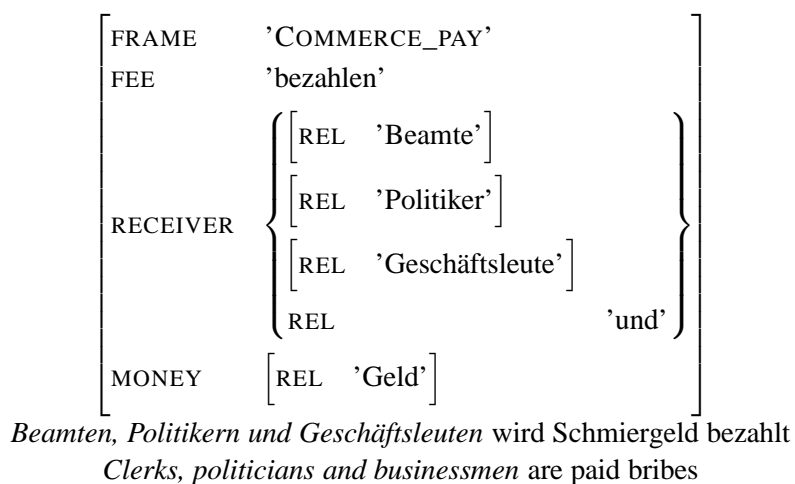 FRAME ’COMMERCE_PAY’
FEE ’bezahlen’
REL ’Beamte’
REL ’Politiker’
RECEIVER
REL ’Geschäftsleute’
REL ’und’
MONEY REL ’Geld’
Beamten, Politikern und Geschäftsleuten wird Schmiergeld bezahlt
Clerks, politicians and businessmen are paid bribes